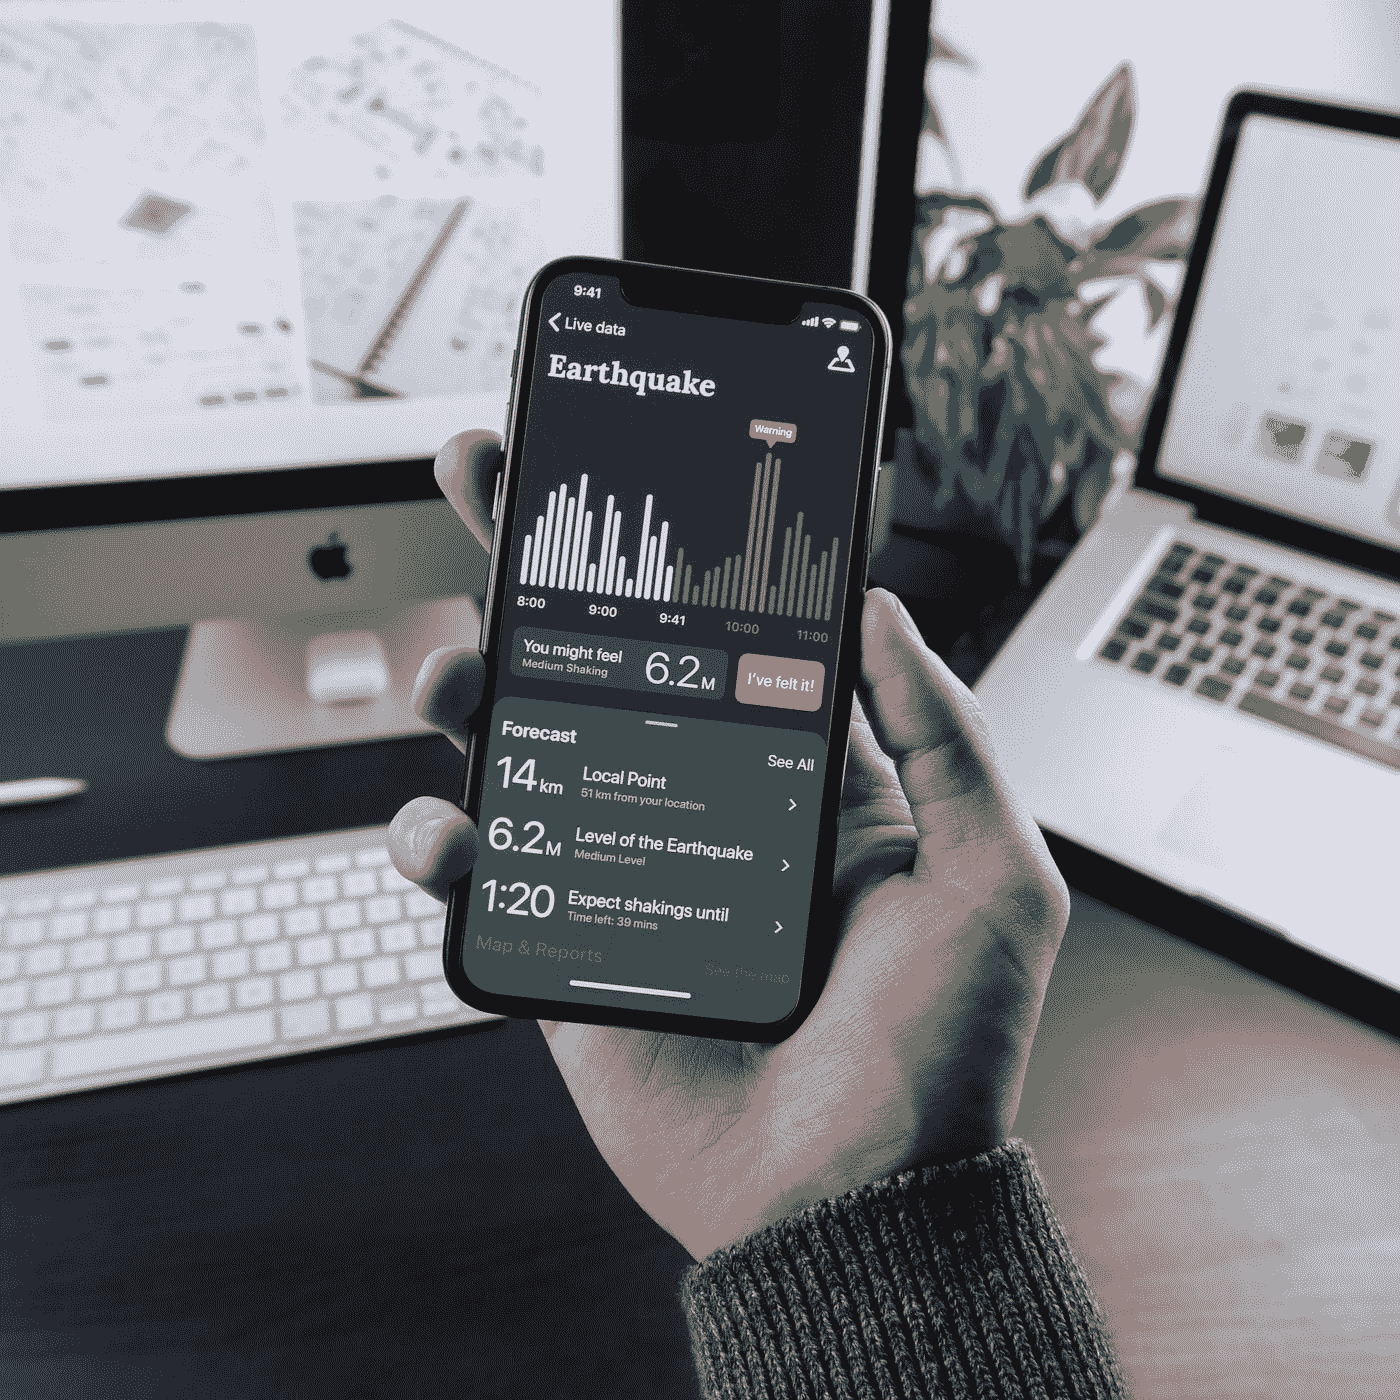 9:41
Live data
Earthquake
Warning
8:00 9:00 9:41 10:00 11:00
You might feel
Medium Shaking
6.2M
I've felt it!
Forecast
See All
14km
Local Point
51 km from your location
6.2M
Level of the Earthquake
Medium Level
1:20
Expect shakings until
Time left: 39 mins
Map & Reports
See the map